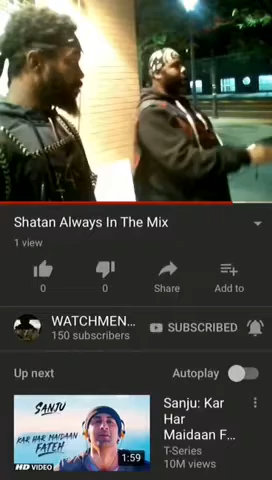 Shatan Always In The Mix
1 view
0
0
Share
Add to
WATCHMEN...
SUBSCRIBED
150 subscribers
Up next
Autoplay
SANJU
KAR HAR MAIDAAN
FATEH
HD VIDEO
1:59
Sanju: Kar
Har
Maidaan F...
T-Series
10M views